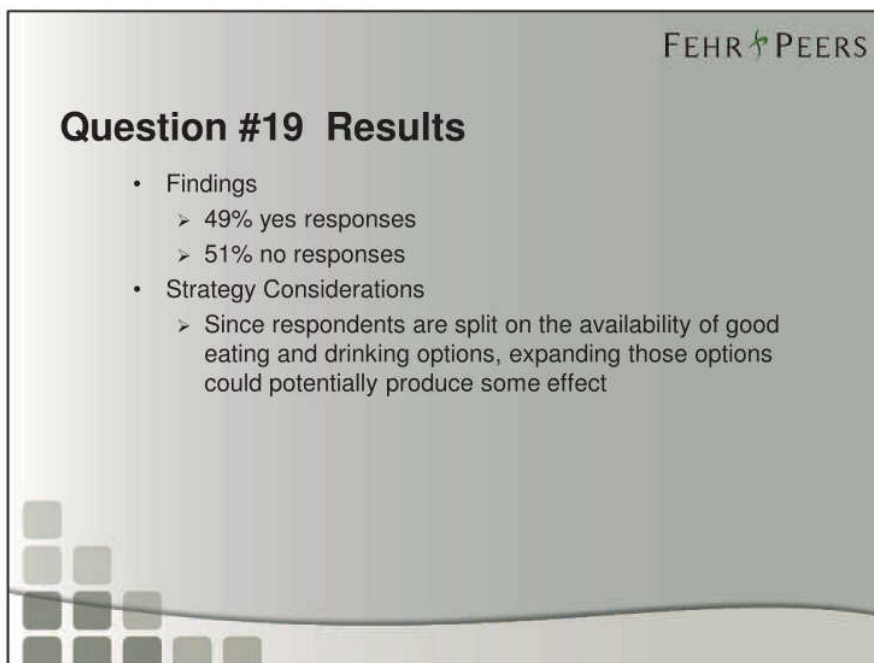 FEHR PEERS
Question #19 Results
• Findings
➢ 49% yes responses
➢ 51% no responses
• Strategy Considerations
➢ Since respondents are split on the availability of good
eating and drinking options, expanding those options
could potentially produce some effect